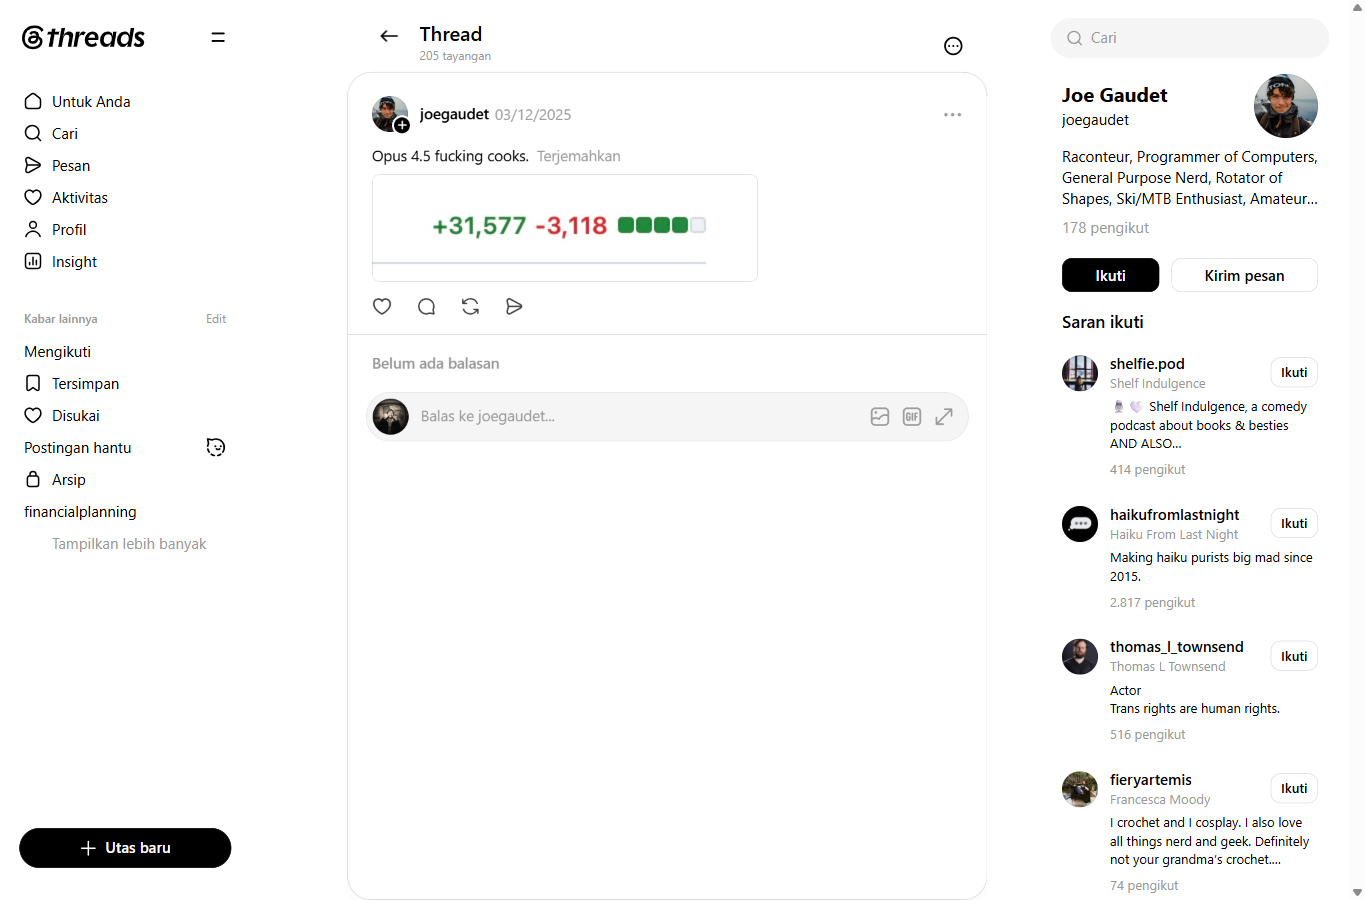 threads
Untuk Anda
Cari
Pesan
Aktivitas
Profil
Insight
Kabar lainnya
Edit
Mengikuti
Tersimpan
Disukai
Postingan hantu
Arsip
financialplanning
Tampilkan lebih banyak
Utas baru
Thread
205 tayangan
joegaudet 03/12/2025
Opus 4.5 fucking cooks. Terjemahkan
+31,577 -3,118
Belum ada balasan
Balas ke joegaudet...
GIF
Cari
Joe Gaudet
joegaudet
Raconteur, Programmer of Computers,
General Purpose Nerd, Rotator of
Shapes, Ski/MTB Enthusiast, Amateur...
178 pengikut
Ikuti
Kirim pesan
Saran ikuti
shelfie.pod
Shelf Indulgence
Ikuti
Shelf Indulgence, a comedy
podcast about books & besties
AND ALSO...
414 pengikut
haikufromlastnight
Haiku From Last Night
Ikuti
Making haiku purists big mad since
2015.
2.817 pengikut
thomas_l_townsend
Thomas L Townsend
Ikuti
Actor
Trans rights are human rights.
516 pengikut
fieryartemis
Francesca Moody
Ikuti
I crochet and I cosplay. I also love
all things nerd and geek. Definitely
not your grandma's crochet....
74 pengikut